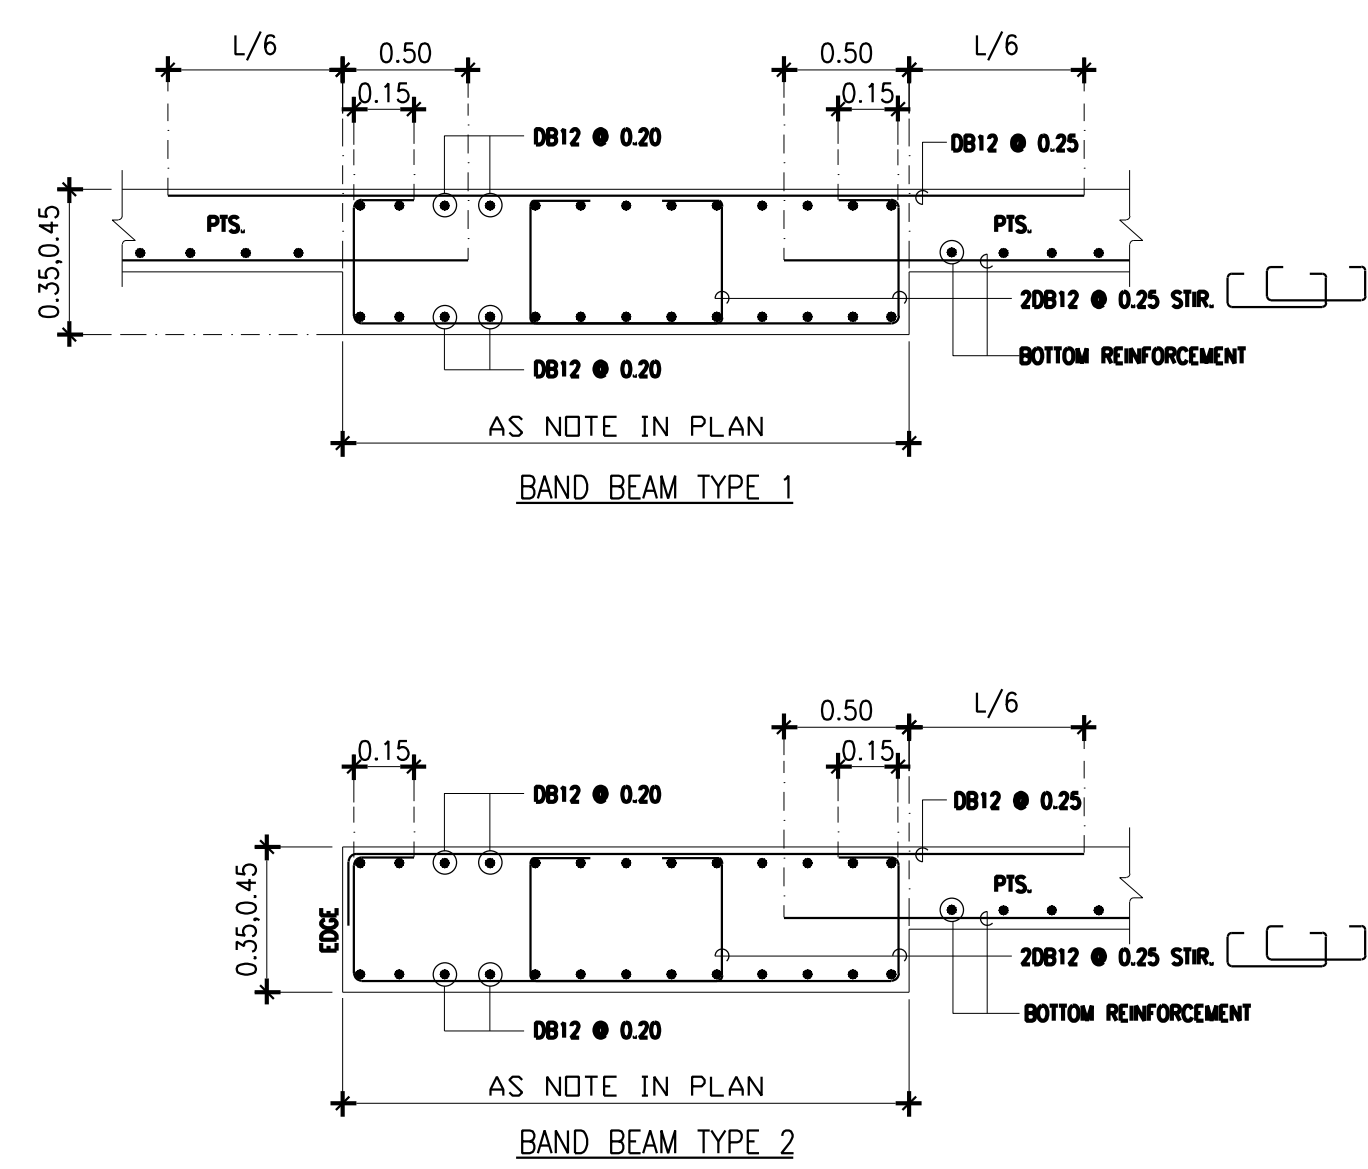 L/6 0.50 0.50 L/6
0.15 0.15
DB12 @ 0.20 DB12 @ 0.25
0.35,0.45
PTS. PTS.
2DB12 @ 0.25 STIR.
BOTTOM REINFORCEMENT
DB12 @ 0.20
AS NOTE IN PLAN
BAND BEAM TYPE 1
0.50 L/6
0.15 0.15
DB12 @ 0.20 DB12 @ 0.25
0.35,0.45
EDGE
PTS.
2DB12 @ 0.25 STIR.
BOTTOM REINFORCEMENT
DB12 @ 0.20
AS NOTE IN PLAN
BAND BEAM TYPE 2